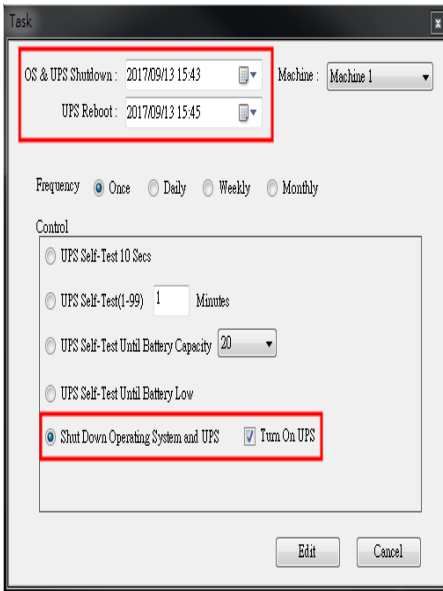 Task
OS & UPS Shutdown : 2017/09/13 15:43 Machine : Machine 1
UPS Reboot : 2017/09/13 15:45
Frequency Once Daily Weekly Monthly
Control
UPS Self-Test 10 Secs
UPS Self-Test(1-99) 1 Minutes
UPS Self-Test Until Battery Capacity 20
UPS Self-Test Until Battery Low
Shut Down Operating System and UPS Turn On UPS
Edit Cancel